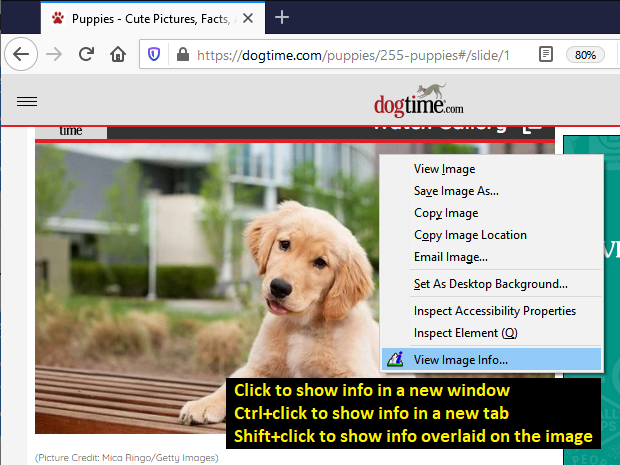 Puppies - Cute Pictures, Facts,
https://dogtime.com/puppies/255-puppies#/slide/1
80%
dogtime.com
time
Watch Gallery
View Image
Save Image As...
Copy Image
Copy Image Location
Email Image...
Set As Desktop Background...
Inspect Accessibility Properties
Inspect Element (Q)
View Image Info...
Click to show info in a new window
Ctrl+click to show info in a new tab
Shift+click to show info overlaid on the image
(Picture Credit: Mica Ringo/Getty Images)